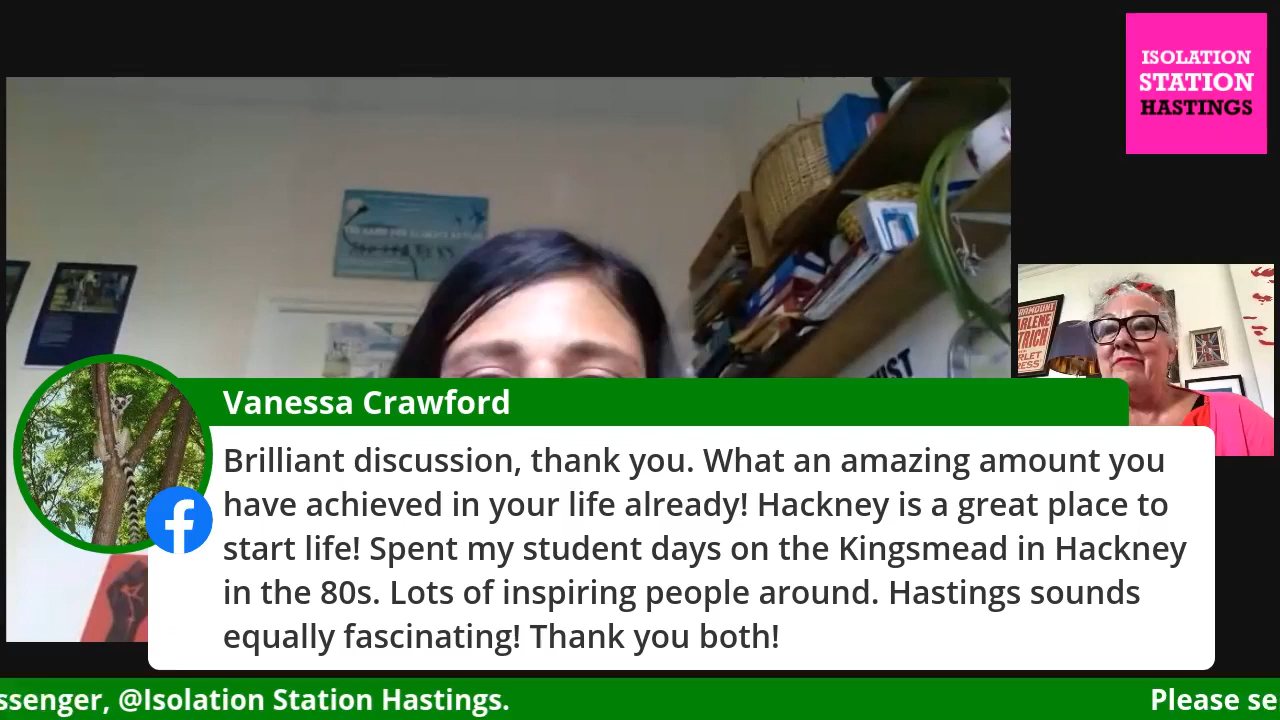 ISOLATION
STATION
HASTINGS
Vanessa Crawford
Brilliant discussion, thank you. What an amazing amount you
have achieved in your life already! Hackney is a great place to
start life! Spent my student days on the Kingsmead in Hackney
in the 80s. Lots of inspiring people around. Hastings sounds
equally fascinating! Thank you both!
ssenger, @Isolation Station Hastings.
Please se